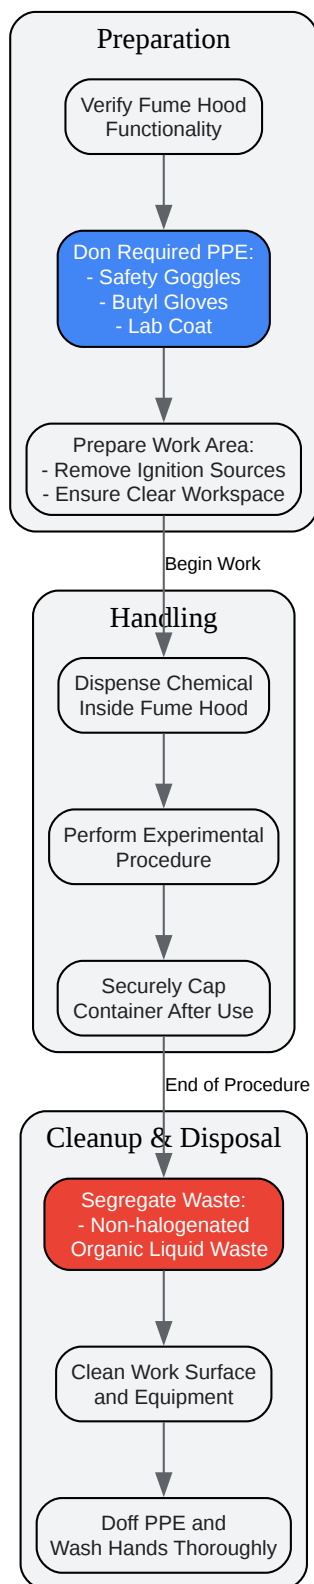 Preparation
Verify Fume Hood
Functionality
Don Required PPE:
- Safety Goggles
- Butyl Gloves
- Lab Coat
Prepare Work Area:
- Remove Ignition Sources
- Ensure Clear Workspace
Begin Work
Handling
Dispense Chemical
Inside Fume Hood
Perform Experimental
Procedure
Securely Cap
Container After Use
End of Procedure
Cleanup & Disposal
Segregate Waste:
- Non-halogenated
Organic Liquid Waste
Clean Work Surface
and Equipment
Doff PPE and
Wash Hands Thoroughly